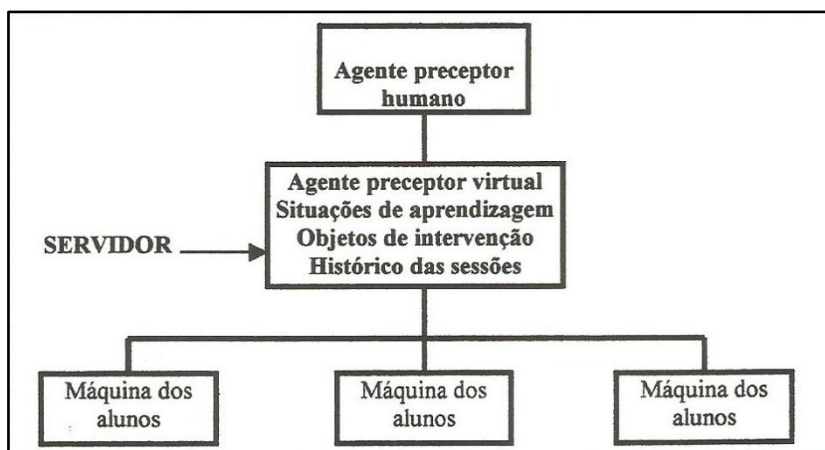 Agente preceptor
humano
Agente preceptor virtual
Situações de aprendizagem
Objetos de intervenção
Histórico das sessões
SERVIDOR
Máquina dos
alunos
Máquina dos
alunos
Máquina dos
alunos